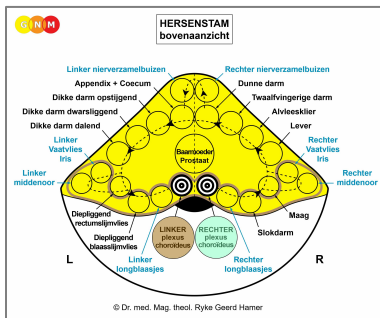 GNM
HERSENSTAM
bovenaanzicht
Linker nierverzamelbuizen
Rechter nierverzamelbuizen
Appendix + Coecum
Dunne darm
Dikke darm opstijgend
Twaalfvingerige darm
Dikke darm dwarsliggend
Alvleesklier
Dikke darm dalend
Lever
Linker
Vaatvlies
Iris
Rechter
Vaatvlies
Iris
Baarmoeder
Prostaat
Linker
middenoor
Rechter
middenoor
Diepliggend
rectumslijmvlies
Maag
Diepliggend
blaasslijmvlies
Slokdarm
LINKER
plexus
choroïdeus
RECHTER
plexus
choroïdeus
Linker
longblaasjes
Rechter
longblaasjes
L
R
© Dr. med. Mag. theol. Ryke Geerd Hamer